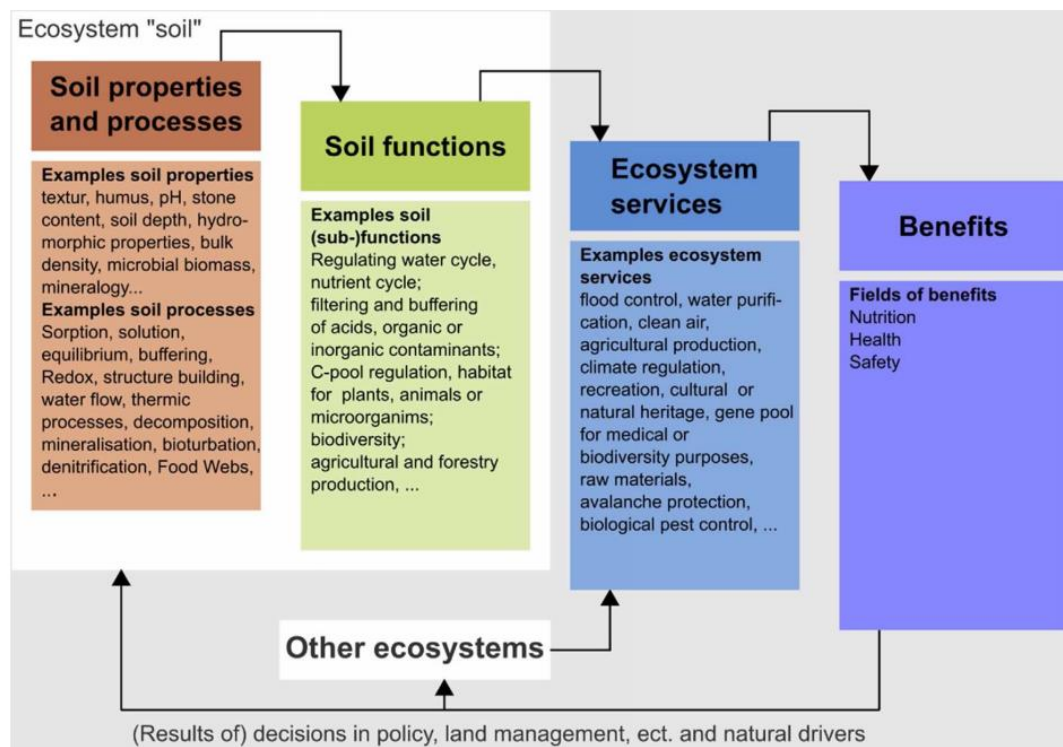 Ecosystem "soil"
Soil properties
and processes
Examples soil properties
textur, humus, pH, stone
content, soil depth, hydro-
morphic properties, bulk
density, microbial biomass,
mineralogy...
Examples soil processes
Sorption, solution,
equilibrium, buffering,
Redox, structure building,
water flow, thermic
processes, decomposition,
mineralisation, bioturbation,
denitrification, Food Webs,
...
Soil functions
Examples soil
(sub-)functions
Regulating water cycle,
nutrient cycle;
filtering and buffering
of acids, organic or
inorganic contaminants;
C-pool regulation, habitat
for plants, animals or
microorganims;
biodiversity;
agricultural and forestry
production, ...
Ecosystem
services
Examples ecosystem
services
flood control, water purifi-
cation, clean air,
agricultural production,
climate regulation,
recreation, cultural or
natural heritage, gene pool
for medical or
biodiversity purposes,
raw materials,
avalanche protection,
biological pest control, ...
Benefits
Fields of benefits
Nutrition
Health
Safety
Other ecosystems
(Results of) decisions in policy, land management, ect. and natural drivers